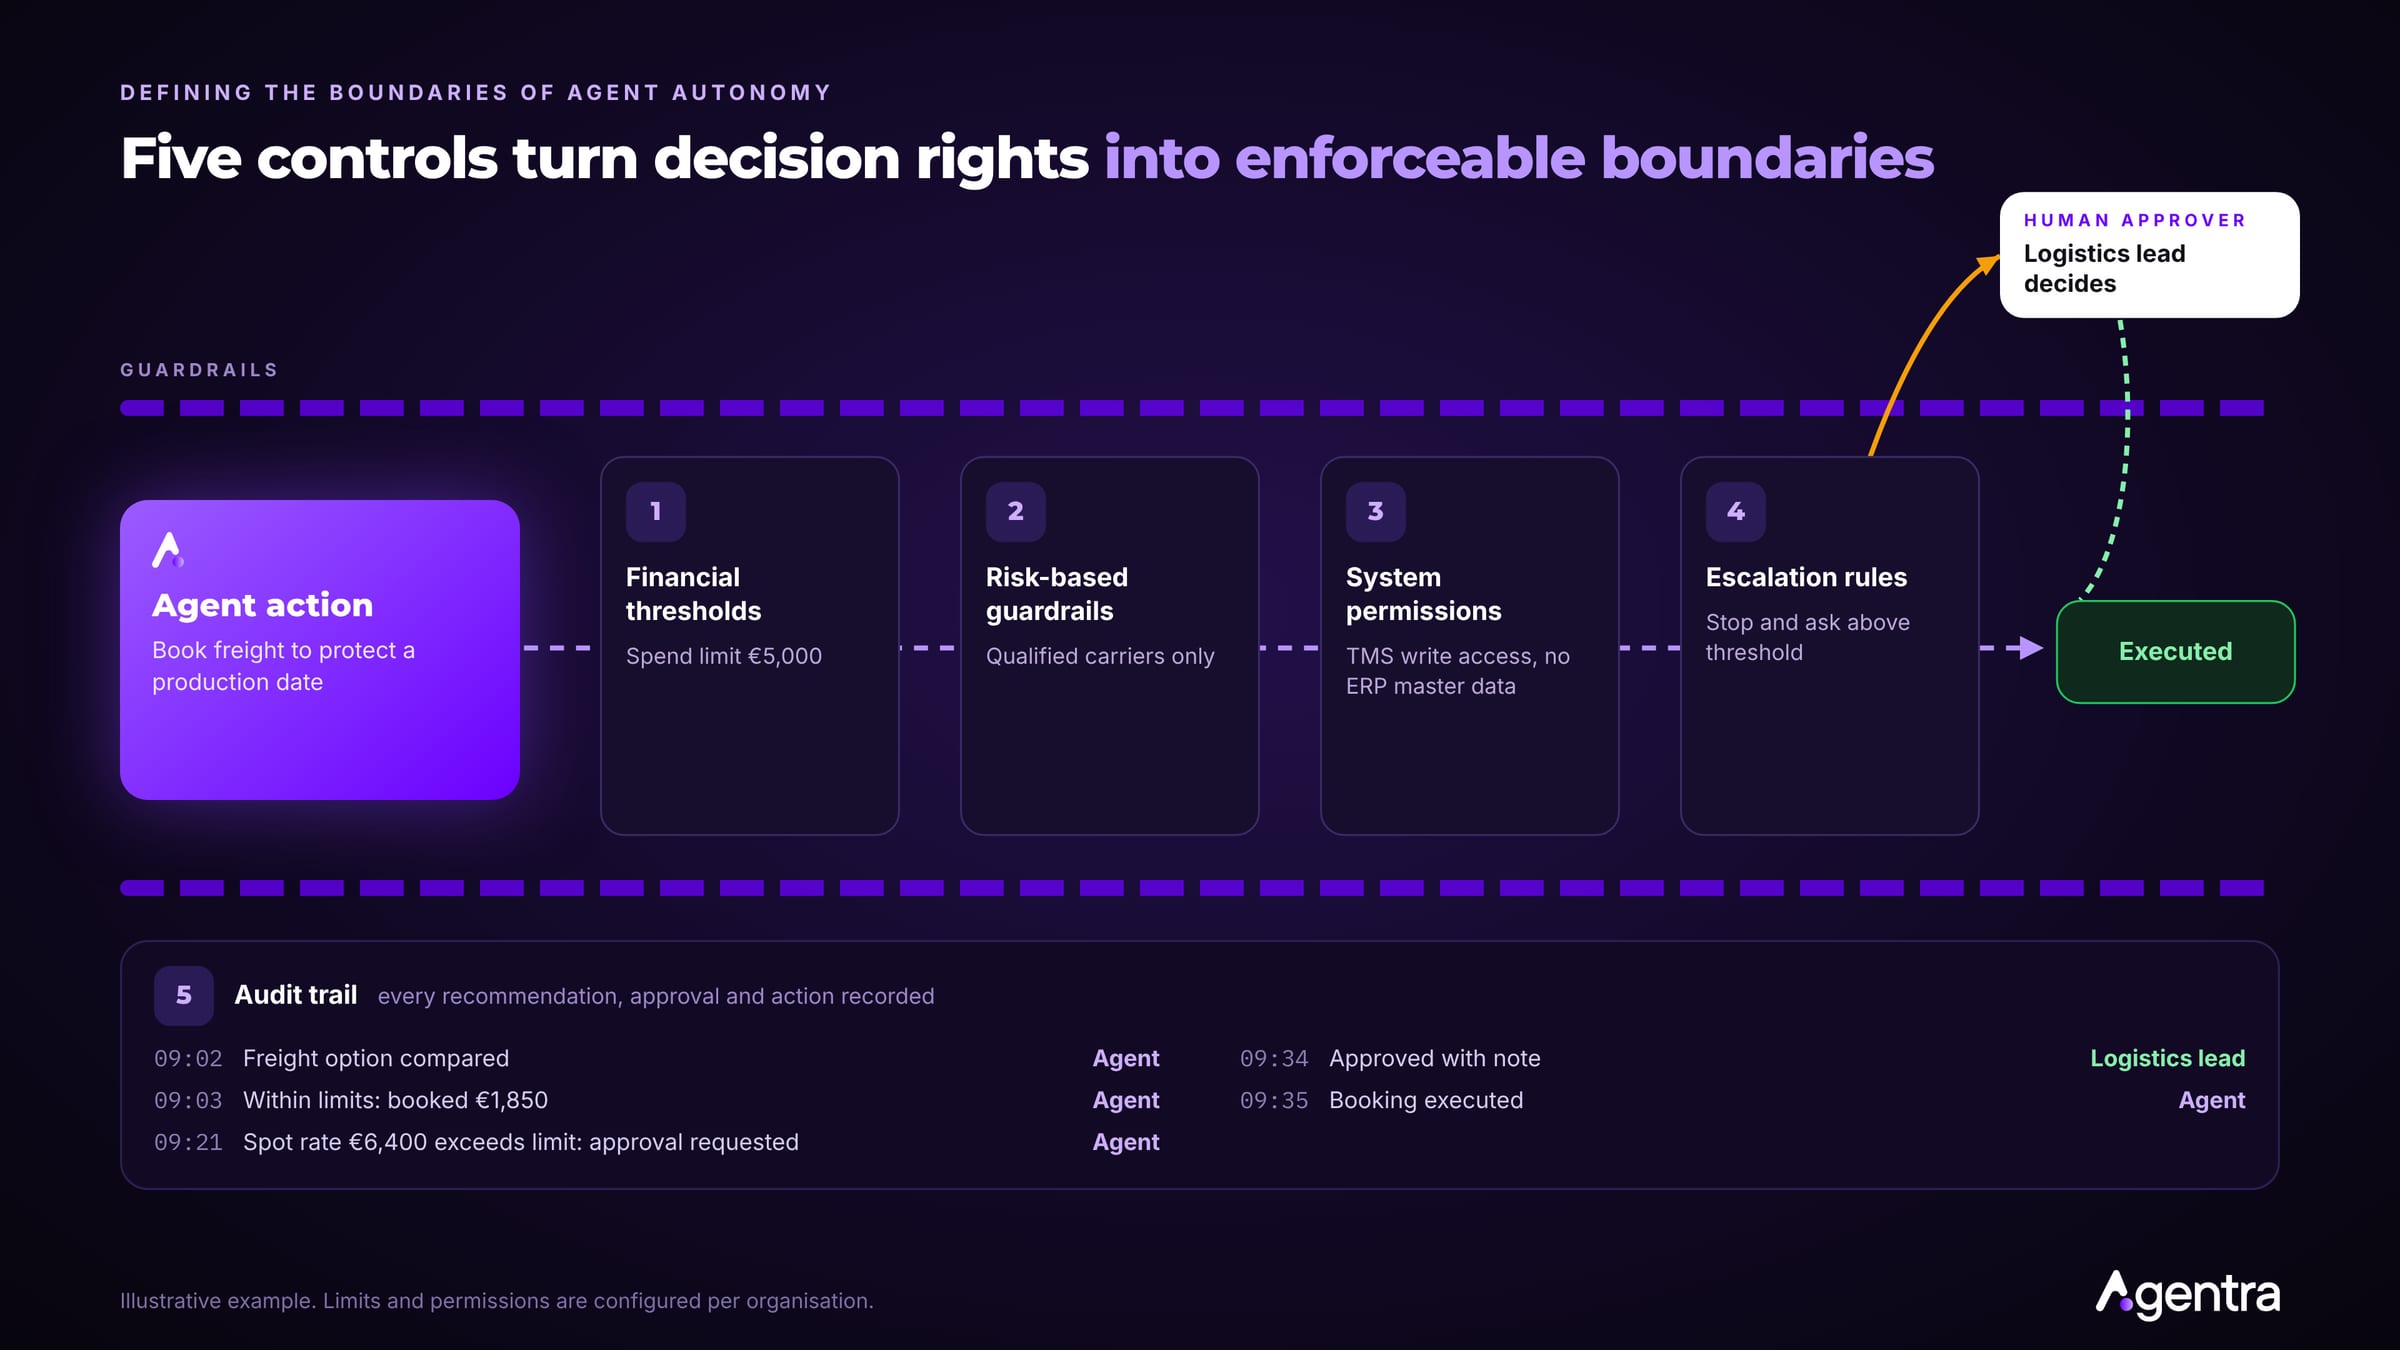 DEFINING THE BOUNDARIES OF AGENT AUTONOMY
Five controls turn decision rights into enforceable boundaries
HUMAN APPROVER
Logistics lead
decides
GUARDRAILS
Agent action
Book freight to protect a
production date
1
Financial
thresholds
Spend limit €5,000
2
Risk-based
guardrails
Qualified carriers only
3
System
permissions
TMS write access, no
ERP master data
4
Escalation rules
Stop and ask above
threshold
Executed
5
Audit trail every recommendation, approval and action recorded
09:02 Freight option compared Agent
09:03 Within limits: booked €1,850 Agent
09:21 Spot rate €6,400 exceeds limit: approval requested Agent
09:34 Approved with note Logistics lead
09:35 Booking executed Agent
Illustrative example. Limits and permissions are configured per organisation.
Agentra